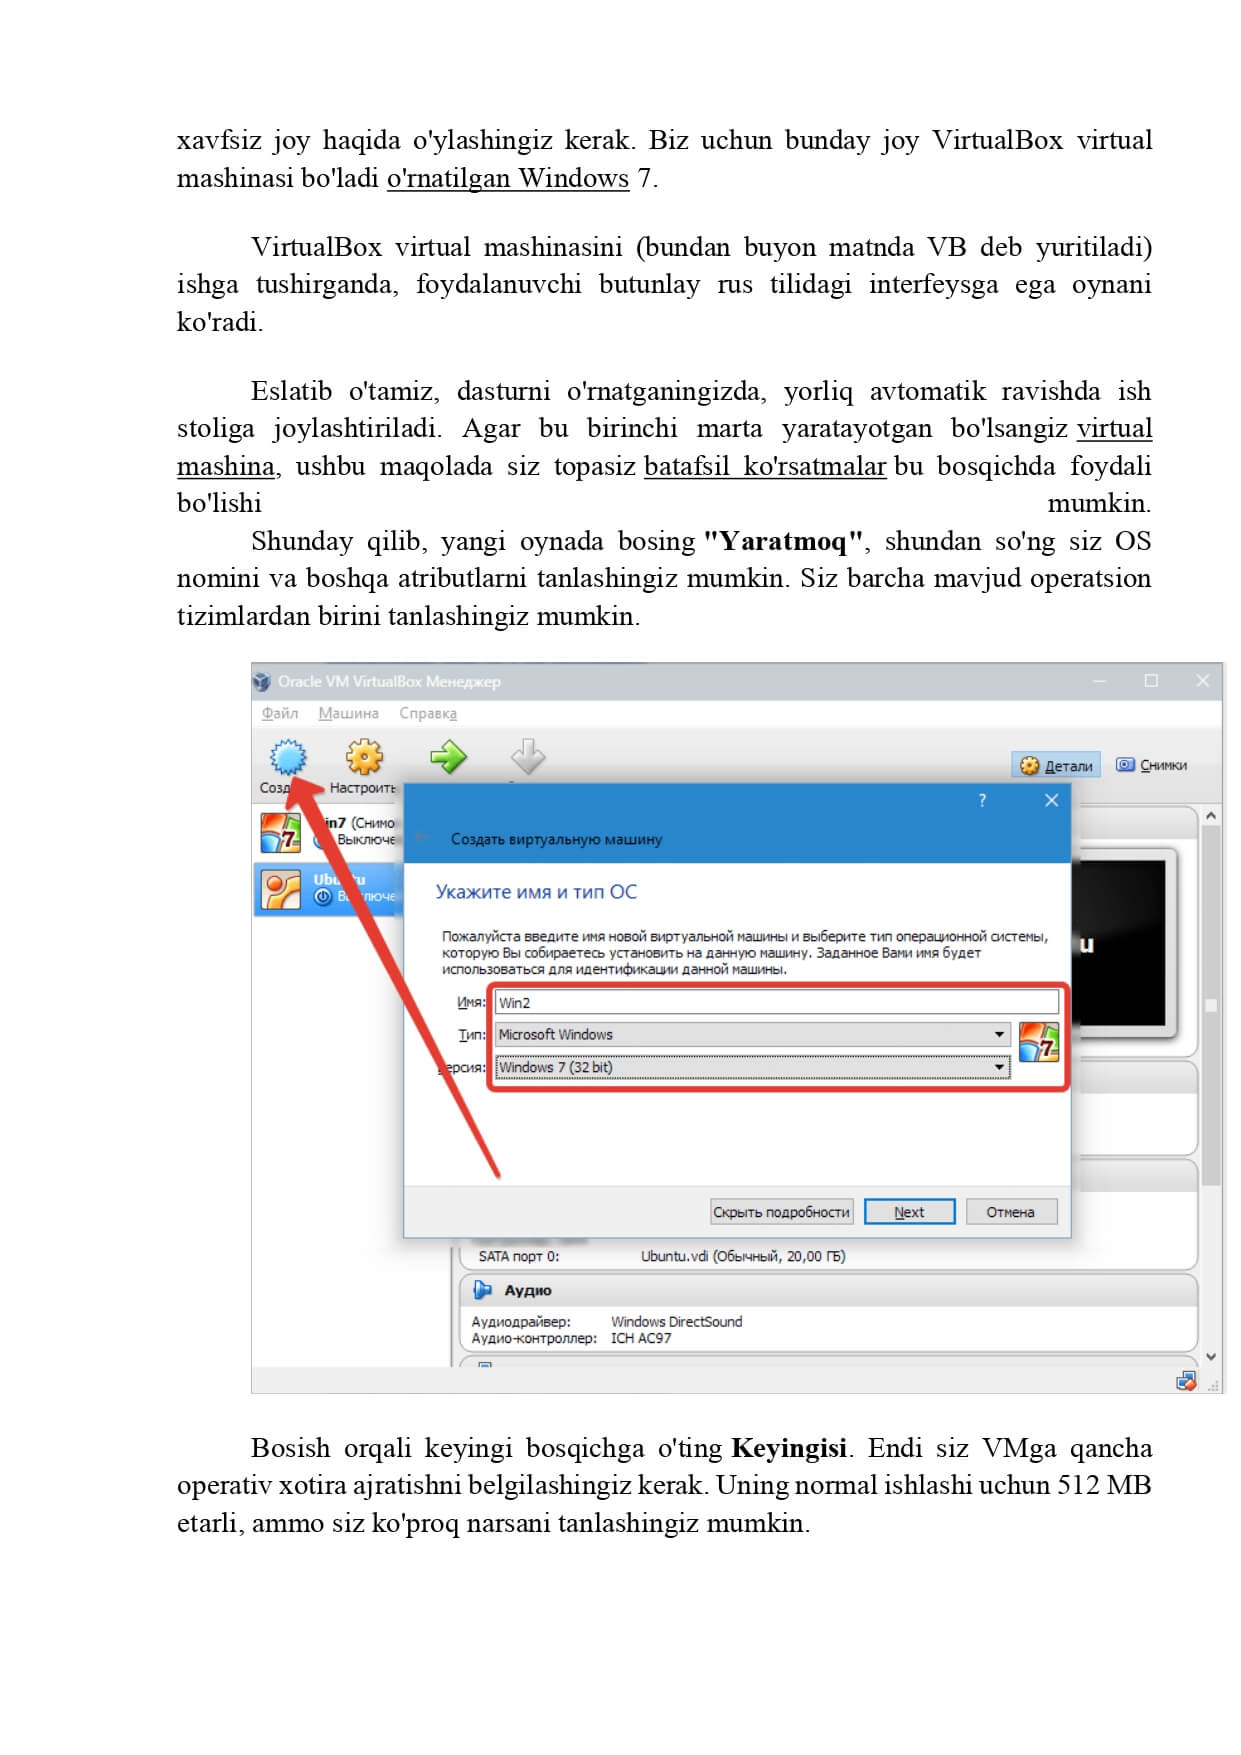 xavfsiz joy haqida o'ylashingiz kerak. Biz uchun bunday joy VirtualBox virtual
mashinasi bo'ladi o'rnatilgan Windows 7.
VirtualBox virtual mashinasini (bundan buyon matnda VB deb yuritiladi)
ishga tushirganda, foydalanuvchi butunlay rus tilidagi interfeysga ega oynani
ko'radi.
Eslatib o'tamiz, dasturni o'rnatganingizda, yorliq avtomatik ravishda ish
stoliga joylashtiriladi. Agar bu birinchi marta yaratayotgan bo'lsangiz virtual
mashina, ushbu maqolada siz topasiz batafsil ko'rsatmalar bu bosqichda foydali
bo'lishi mumkin.
Shunday qilib, yangi oynada bosing "Yaratmoq", shundan so'ng siz OS
nomini va boshqa atributlarni tanlashingiz mumkin. Siz barcha mavjud operatsion
tizimlardan birini tanlashingiz mumkin.
Oracle VM VirtualBox Менеджер
Файл Машина Справка
Настроить
Детали Снимки
(Снимо
Выключе
Создать виртуальную машину
Укажите имя и тип ОС
Пожалуйста введите имя новой виртуальной машины и выберите тип операционной системы,
которую Вы собираетесь установить на данную машину. Заданное Вами имя будет
использоваться для идентификации данной машины.
Имя: Win2
Тип: Microsoft Windows
7
Windows 7 (32 bit)
Скрыть подробности Next Отмена
SATA порт 0: Ubuntu.vdi (Обычный, 20,00 ГБ)
Аудио
Аудиодрайвер: Windows DirectSound
Аудио-контроллер: ICH AC97
Bosish orqali keyingi bosqichga o'ting Keyingisi. Endi siz VMga qancha
operativ xotira ajratishni belgilashingiz kerak. Uning normal ishlashi uchun 512 MB
etarli, ammo siz ko'proq narsani tanlashingiz mumkin.